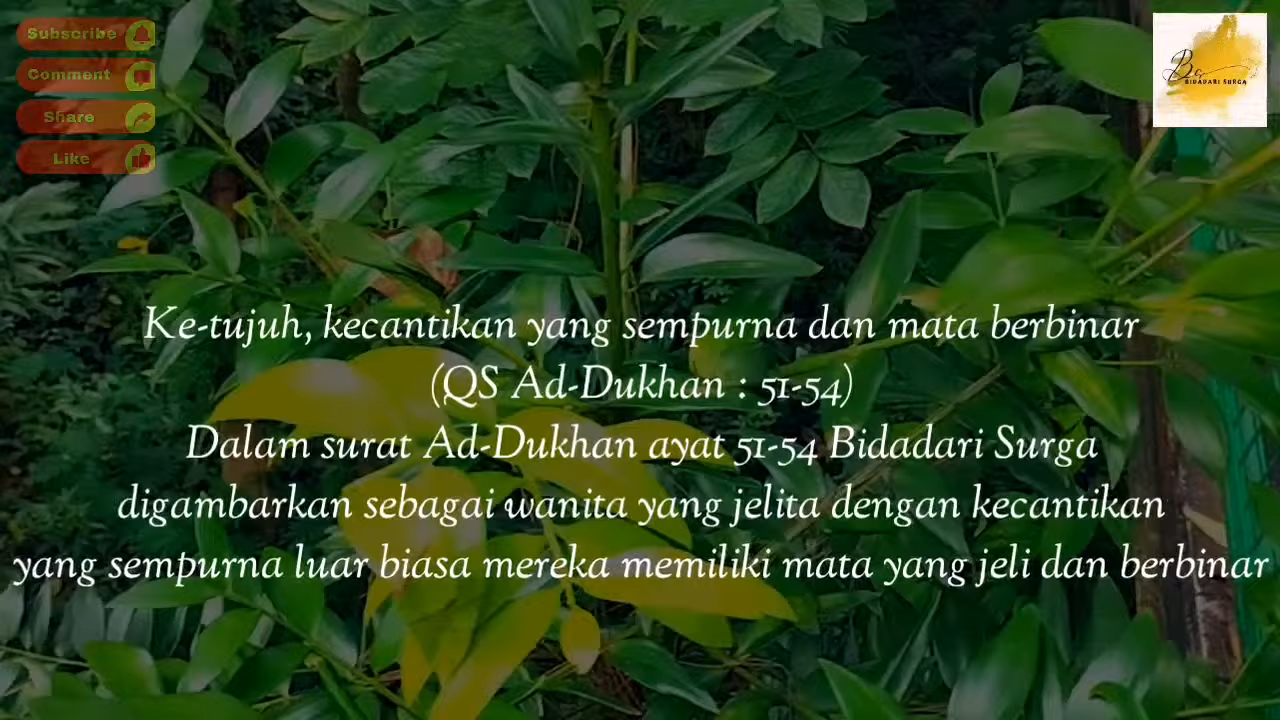 Subscribe
Comment
Share
Like
Bs
BIDADARI SURGA
Ke-tujuh, kecantikan yang sempurna dan mata berbinar
(QS Ad-Dukhan : 51-54)
Dalam surat Ad-Dukhan ayat 51-54 Bidadari Surga
digambarkan sebagai wanita yang jelita dengan kecantikan
yang sempurna luar biasa mereka memiliki mata yang jeli dan berbinar